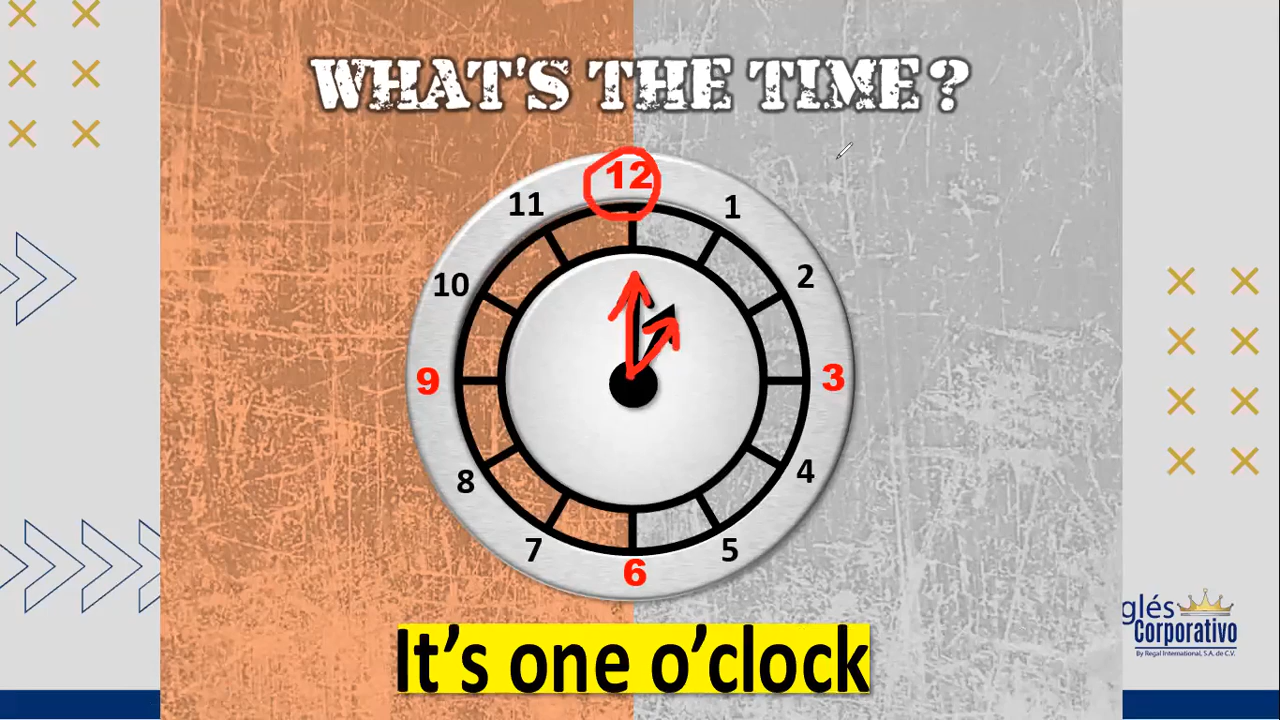 WHAT'S THE TIME?
12
11
1
10
2
9
3
8
4
7
5
6
It's one o'clock
glés
Corporativo
By Regal International, S.A. de C.V.